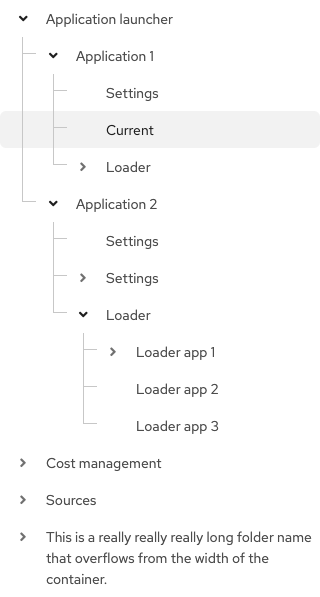 Application launcher
Application 1
Settings
Current
Loader
Application 2
Settings
Settings
Loader
Loader app 1
Loader app 2
Loader app 3
Cost management
Sources
This is a really really really long folder name
that overflows from the width of the
container.